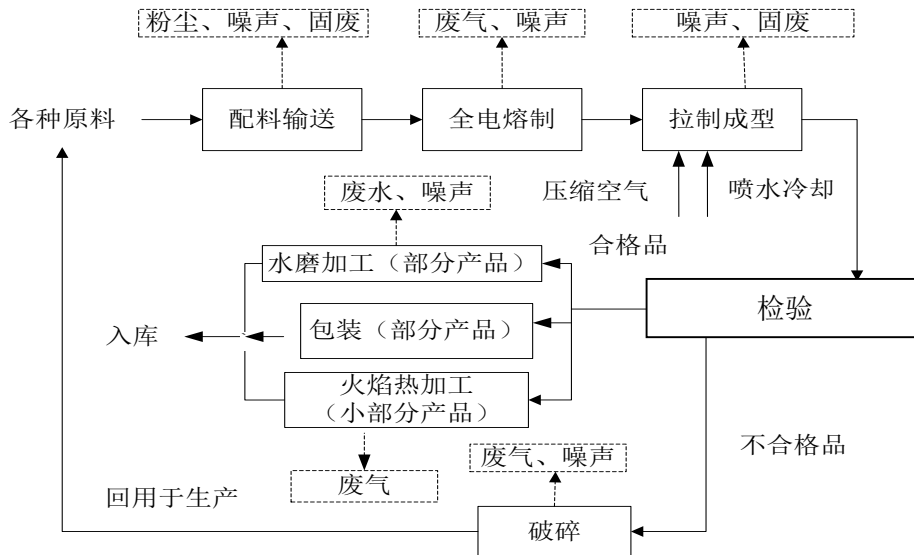 粉尘、噪声、固废
废气、噪声
噪声、固废
各种原料
配料输送
全电熔制
拉制成型
压缩空气
喷水冷却
废水、噪声
合格品
水磨加工（部分产品）
检验
入库
包装（部分产品）
火焰热加工
（小部分产品）
不合格品
废气、噪声
废气
回用于生产
破碎